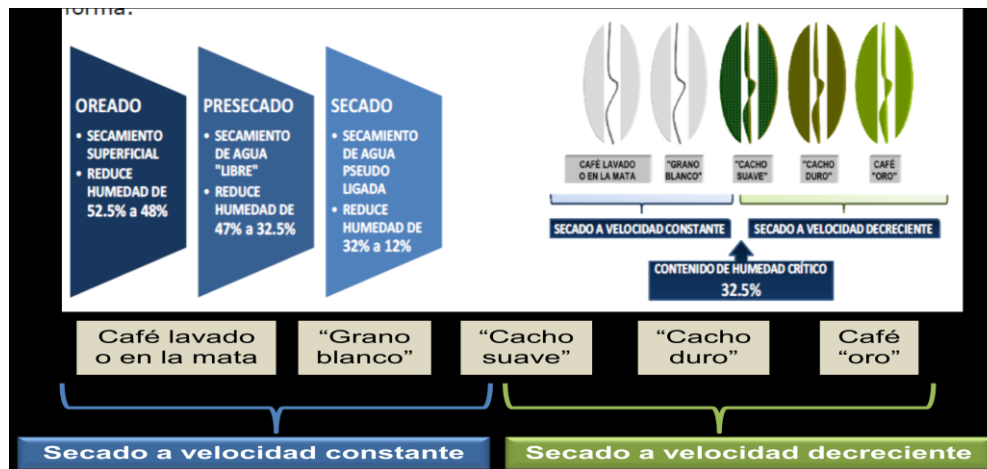 forma:
OREADO
• SECAMIENTO
SUPERFICIAL
• REDUCE
HUMEDAD DE
52.5% a 48%
PRESECADO
• SECAMIENTO
DE AGUA
"LIBRE"
• REDUCE
HUMEDAD DE
47% a 32.5%
SECADO
• SECAMIENTO
DE AGUA
PSEUDO
LIGADA
• REDUCE
HUMEDAD DE
32% a 12%
CAFÉ LAVADO
O EN LA MATA
"GRANO
BLANCO"
"CACHO
SUAVE"
"CACHO
DURO"
CAFÉ
"ORO"
SECADO A VELOCIDAD CONSTANTE
SECADO A VELOCIDAD DECRECIENTE
CONTENIDO DE HUMEDAD CRÍTICO
32.5%
Café lavado
o en la mata
“Grano
blanco”
“Cacho
suave”
“Cacho
duro”
Café
“oro”
Secado a velocidad constante
Secado a velocidad decreciente